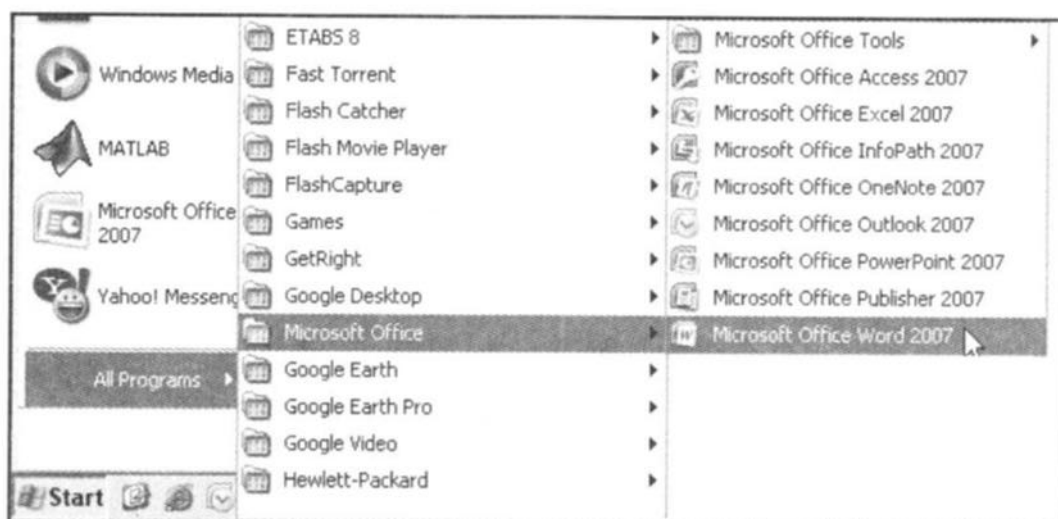 Windows Media
MATLAB
Microsoft Office
2007
Yahoo! Messeng
All Programs
Start
ETABS 8
Fast Torrent
Flash Catcher
Flash Movie Player
FlashCapture
Games
GetRight
Google Desktop
Microsoft Office
Google Earth
Google Earth Pro
Google Video
Hewlett-Packard
Microsoft Office Tools
Microsoft Office Access 2007
Microsoft Office Excel 2007
Microsoft Office InfoPath 2007
Microsoft Office OneNote 2007
Microsoft Office Outlook 2007
Microsoft Office PowerPoint 2007
Microsoft Office Publisher 2007
Microsoft Office Word 2007